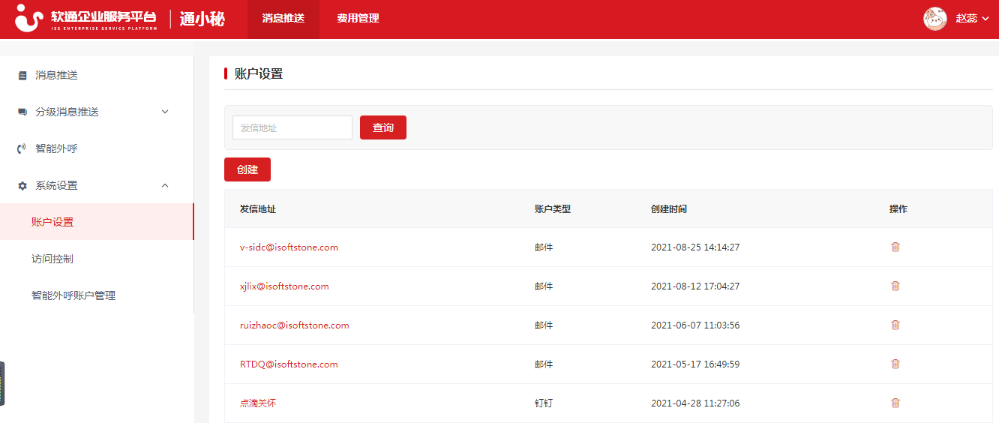 软通企业服务平台 通小秘 消息推送 费用管理 赵蕊
ISS ENTERPRISE SERVICE PLATFORM
消息推送
分级消息推送
智能外呼
系统设置
账户设置
访问控制
智能外呼账户管理
账户设置
发信地址 查询
创建
发信地址 账户类型 创建时间 操作
v-sidc@isoftstone.com 邮件 2021-08-25 14:14:27
xjlix@isoftstone.com 邮件 2021-08-12 17:04:27
ruizhaoc@isoftstone.com 邮件 2021-06-07 11:03:56
RTDQ@isoftstone.com 邮件 2021-05-17 16:49:59
点滴关怀 钉钉 2021-04-28 11:27:06